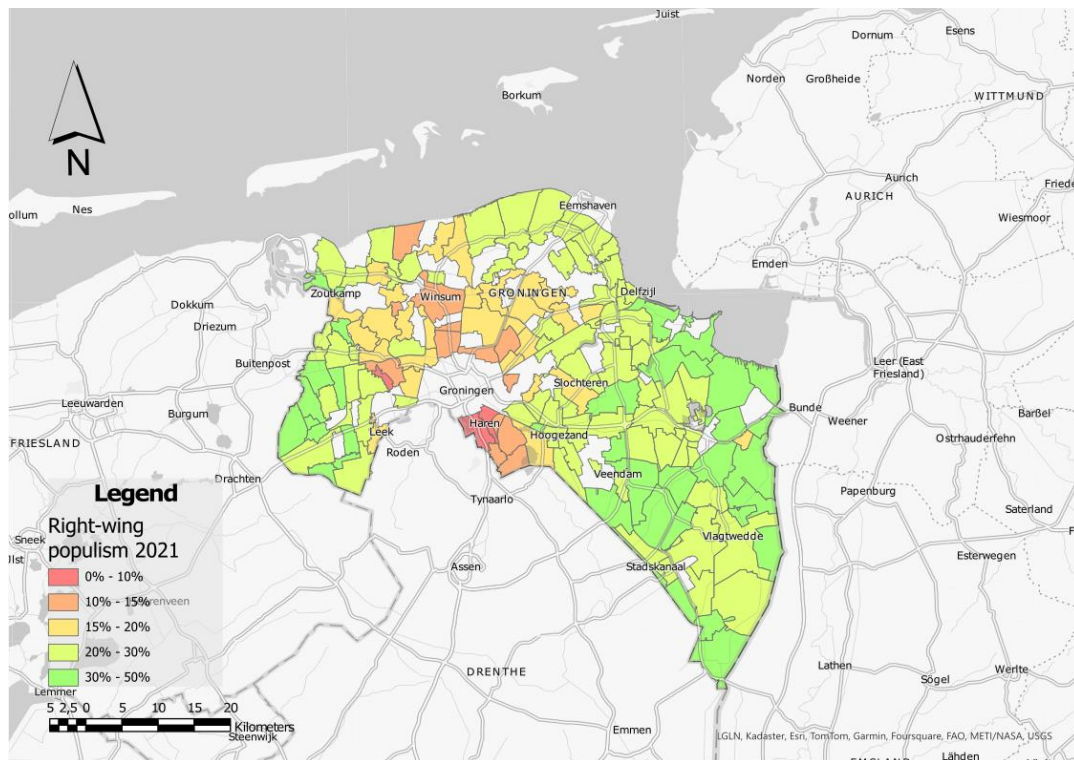 Juist
Dornum
Esens
Norden
Großheide
WITTMUND
Borkum
Aurich
AURICH
Friede
Wiesmoor
ollum
Nes
Eemshaven
Emden
Zoutkamp
Winsum
GRONINGEN
Delfzijl
Dokkum
Driezum
Buitenpost
Leer (East
Friesland)
Leeuwarden
Burgum
Groningen
Slochteren
Bunde
Weener
Barßel
FRIESLAND
Leek
Haren
Hoogezand
Ostrhauderfehn
Roden
Drachten
Veendam
Tynaarlo
Papenburg
Saterland
N
Legend
Right-wing
populism 2021
0% - 10%
10% - 15%
15% - 20%
20% - 30%
30% - 50%
Sneek
IJlst
renveen
Vlagtwedde
Esterwegen
Assen
Stadskanaal
DRENTHE
Lathen
Werlte
Sögel
Lemmer
5 2,5 0 5 10 15 20
Kilometers
Steenwijk
Emmen
LGLN, Kadaster, Esri, TomTom, Garmin, Foursquare, FAO, METI/NASA, USGS
EMSLAND
Lähden